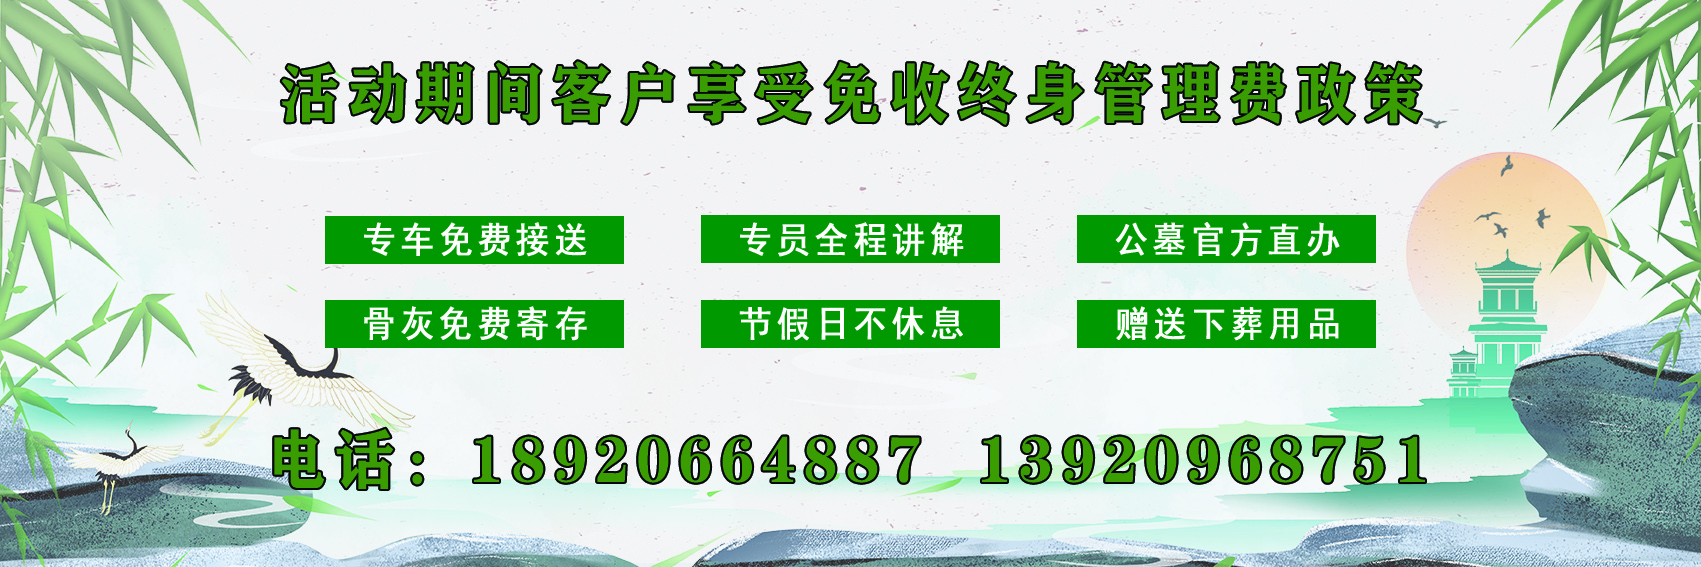 活动期间客户享受免收终身管理费政策
专车免费接送 专员全程讲解 公墓官方直办
骨灰免费寄存 节假日不休息 赠送下葬用品
电话：18920664887 13920968751